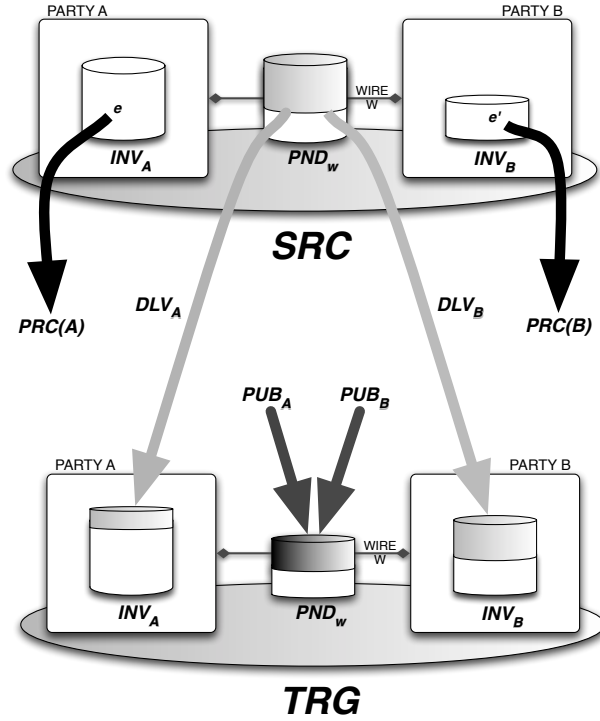 PARTY A
PARTY B
e
WIRE
W
e'
INV_A
PND_w
INV_B
SRC
DLV_A
DLV_B
PRC(A)
PRC(B)
PUB_A
PUB_B
PARTY A
PARTY B
WIRE
W
INV_A
PND_w
INV_B
TRG